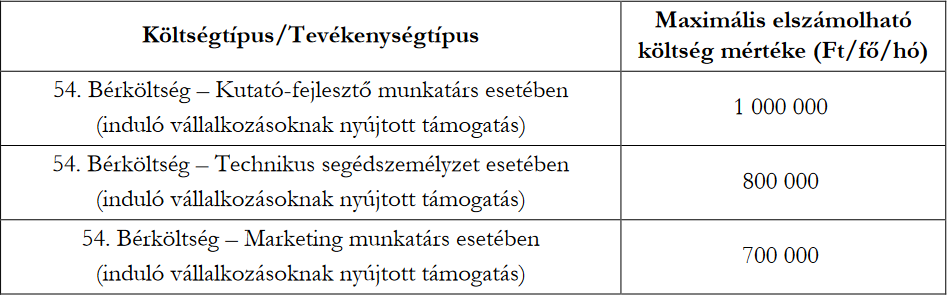 Költségtípus/Tevékenységtípus
Maximális elszámolható
költség mértéke (Ft/fő/hó)
54. Bérköltség – Kutató-fejlesztő munkatárs esetében
(induló vállalkozásoknak nyújtott támogatás)
1 000 000
54. Bérköltség – Technikus segédszemélyzet esetében
(induló vállalkozásoknak nyújtott támogatás)
800 000
54. Bérköltség – Marketing munkatárs esetében
(induló vállalkozásoknak nyújtott támogatás)
700 000